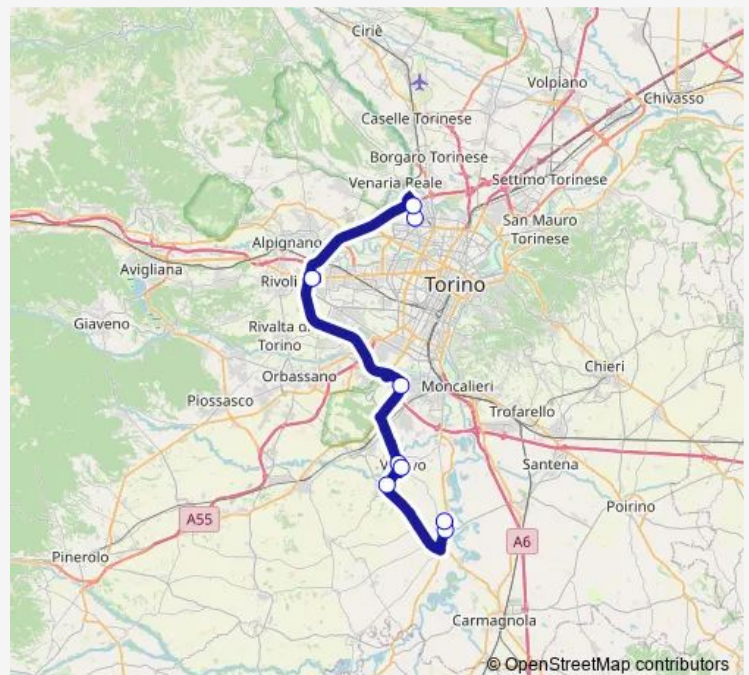 Ciriè
Volpiano
Chivasso
Caselle Torinese
Borgaro Torinese
Venaria Reale
Settimo Torinese
San Mauro
Torinese
Alpignano
Avigliana
Rivoli
Torino
Giaveno
Rivalta di
Torino
Chieri
Orbassano
Moncalieri
Piossasco
Trofarello
Santena
Poirino
A55
A6
Pinerolo
Carmagnola
© OpenStreetMap contributors